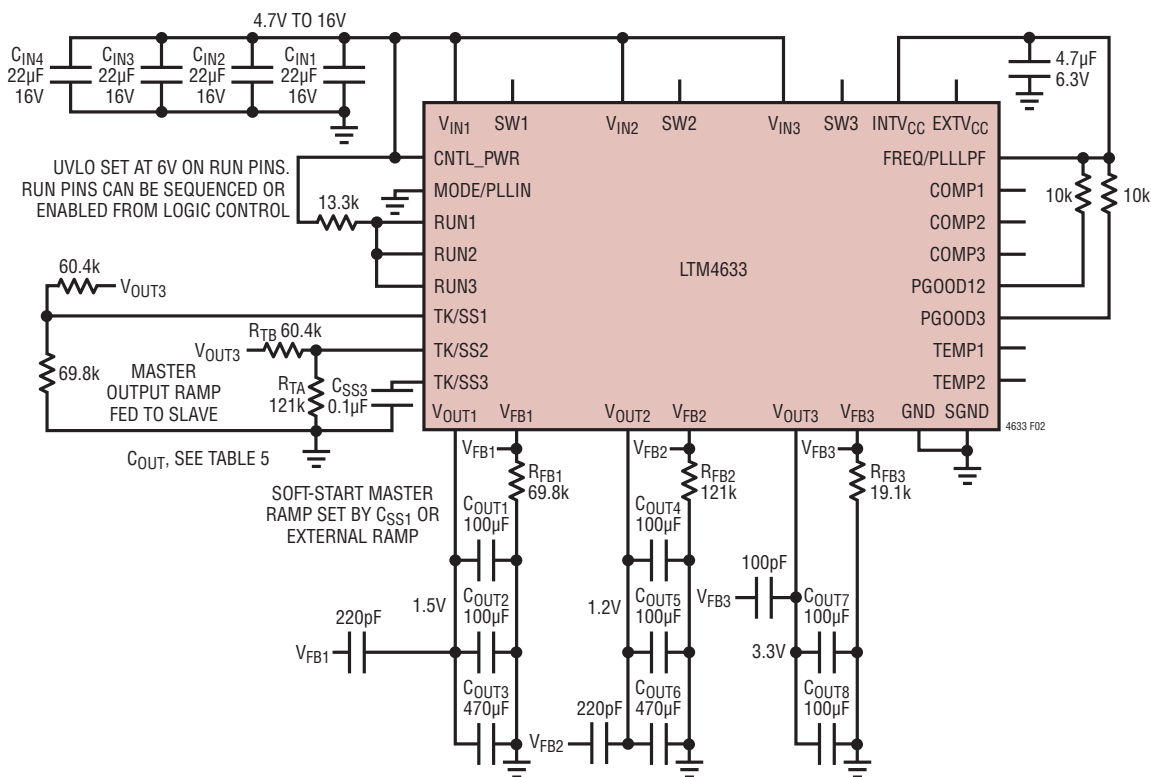 4.7V TO 16V
CIN4
22µF
16V
CIN3
22µF
16V
CIN2
22µF
16V
CIN1
22µF
16V
4.7µF
6.3V
VIN1
SW1
VIN2
SW2
VIN3
SW3
INTVCC
EXTVCC
UVLO SET AT 6V ON RUN PINS.
RUN PINS CAN BE SEQUENCED OR
ENABLED FROM LOGIC CONTROL
13.3k
CNTL_PWR
MODE/PLLIN
RUN1
RUN2
RUN3
TK/SS1
TK/SS2
TK/SS3
LTM4633
FREQ/PLLLPF
COMP1
COMP2
COMP3
PGOOD12
PGOOD3
TEMP1
TEMP2
10k
10k
60.4k
VOUT3
69.8k
RTB 60.4k
VOUT3
MASTER
OUTPUT RAMP
FED TO SLAVE
RTA
121k
CSS3
0.1µF
VOUT1
VFB1
VOUT2
VFB2
VOUT3
VFB3
GND
SGND
4633 F02
COUT, SEE TABLE 5
SOFT-START MASTER
RAMP SET BY CSS1 OR
EXTERNAL RAMP
VFB1
RFB1
69.8k
COUT1
100µF
1.5V
COUT2
100µF
220pF
VFB1
COUT3
470µF
VFB2
RFB2
121k
COUT4
100µF
1.2V
COUT5
100µF
220pF
VFB2
COUT6
470µF
VFB3
RFB3
19.1k
100pF
VFB3
COUT7
100µF
3.3V
COUT8
100µF